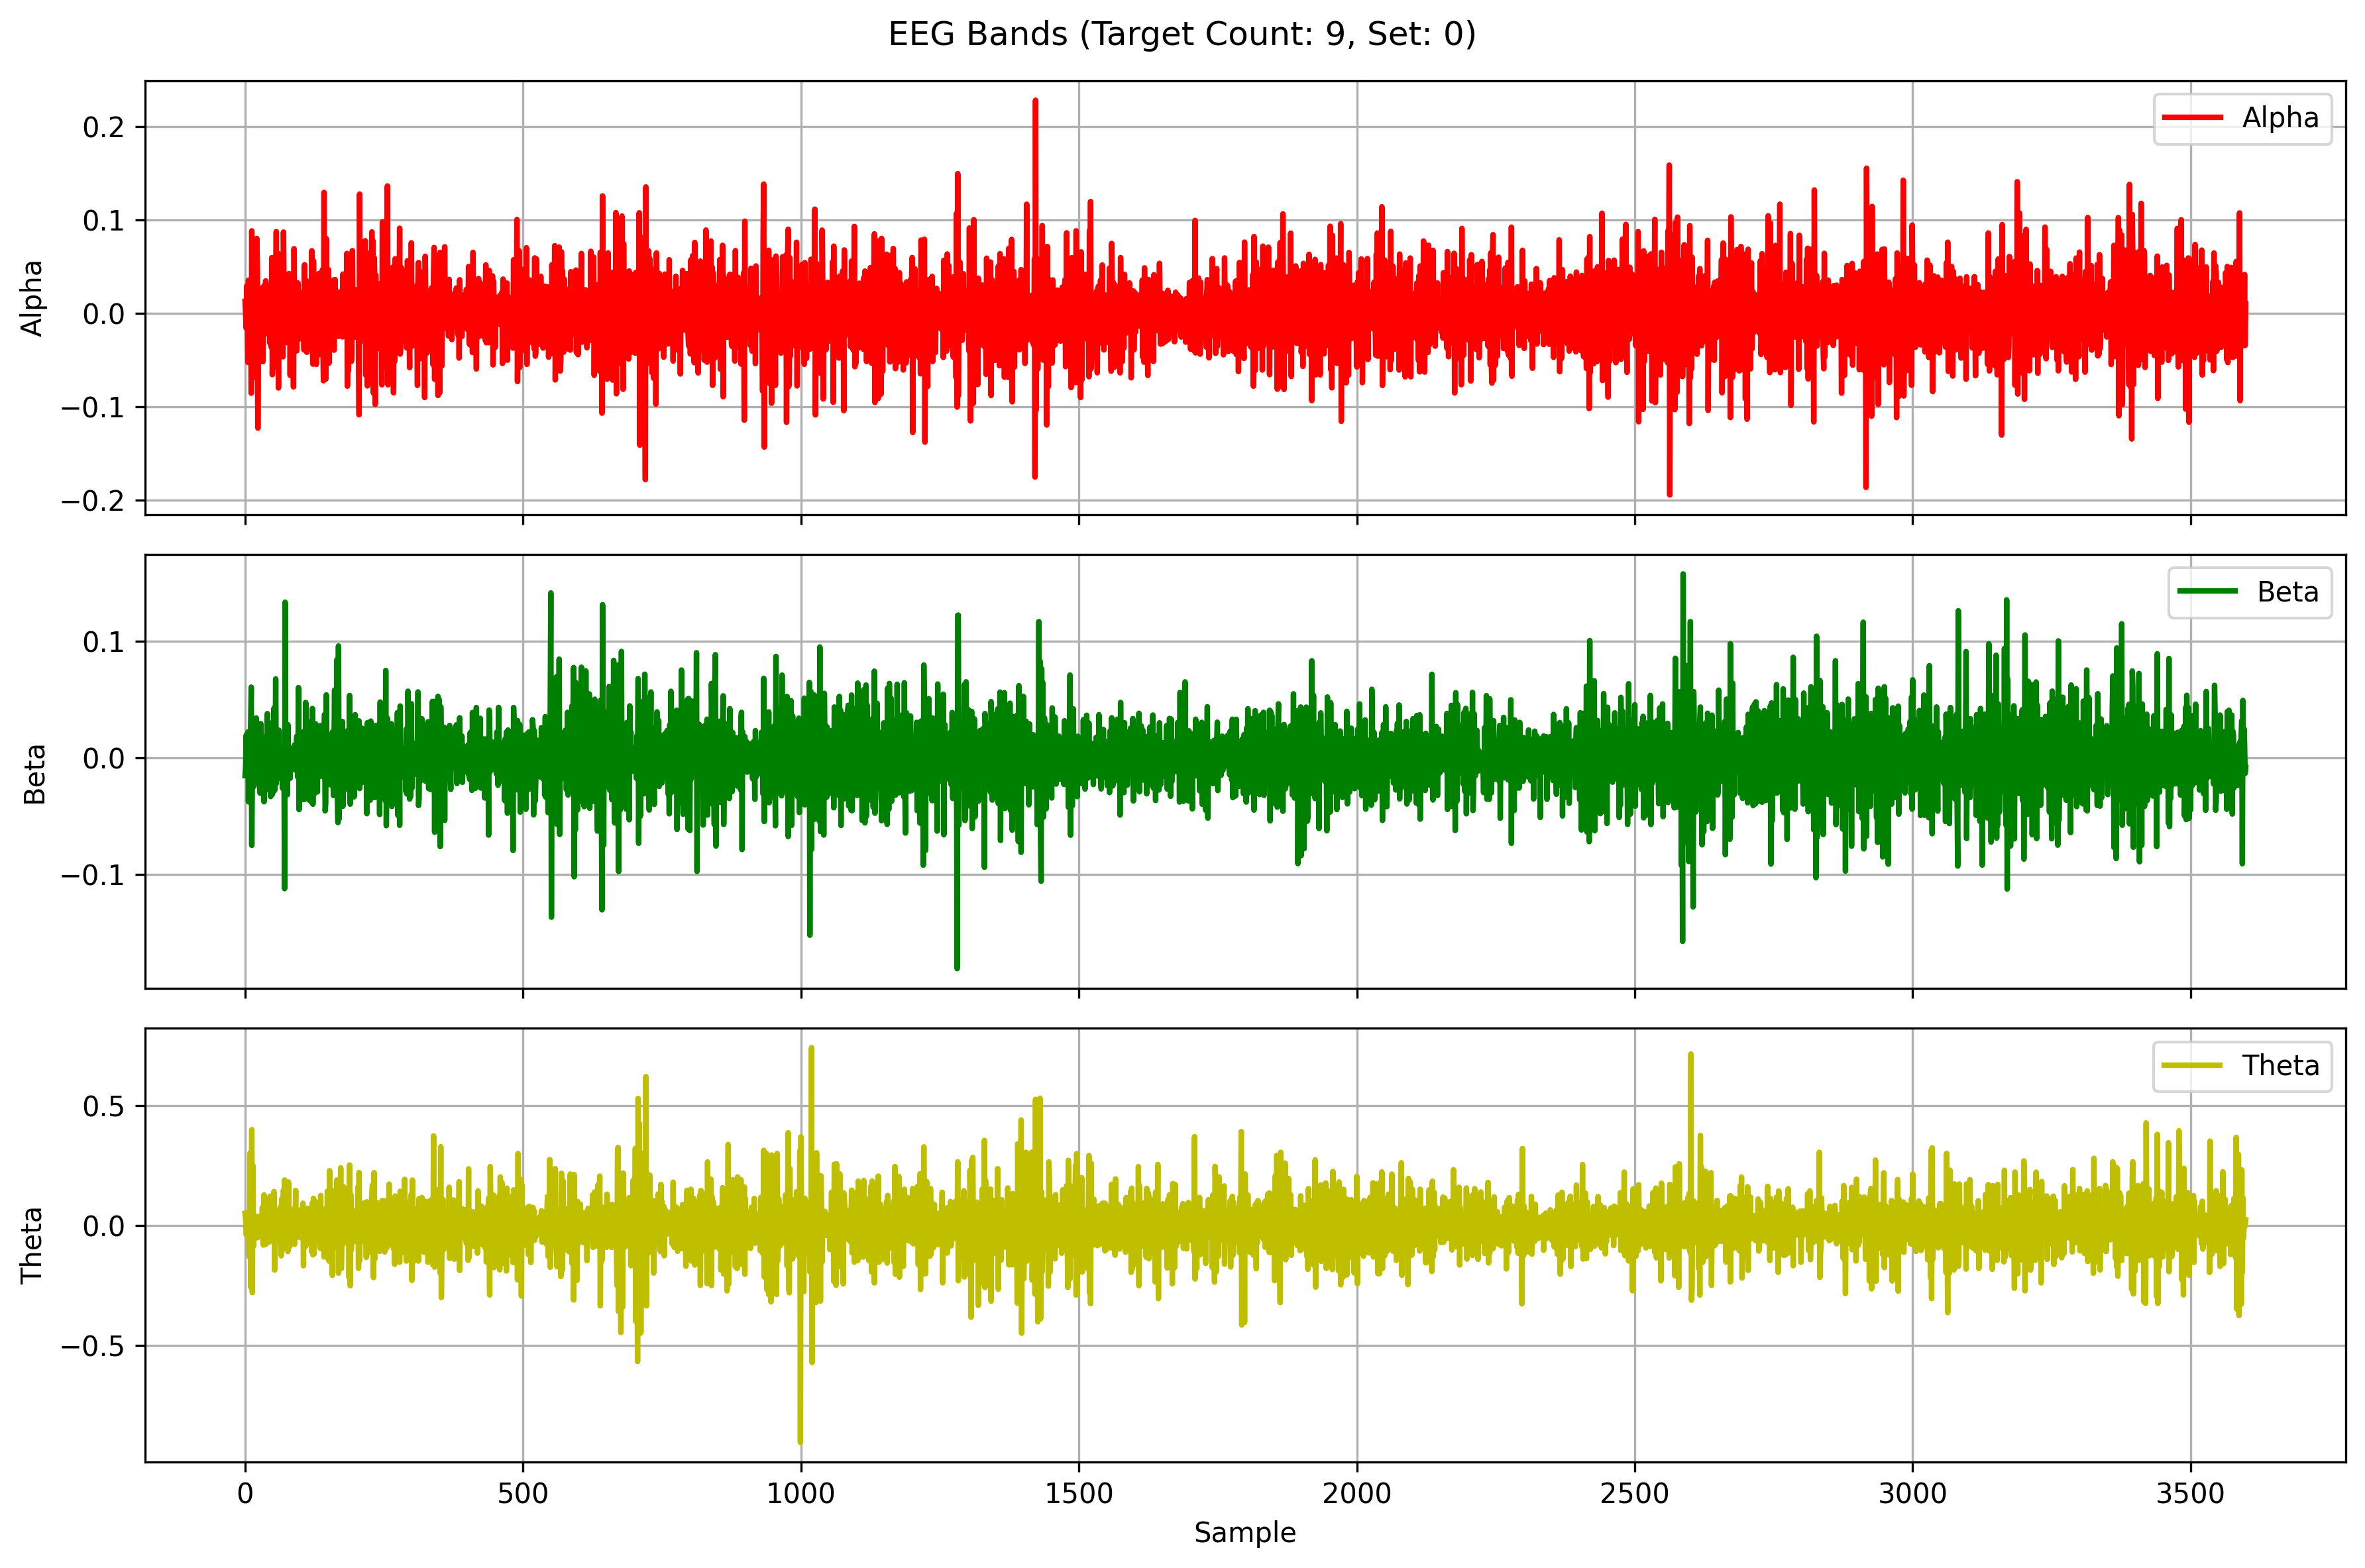 EEG Bands (Target Count: 9, Set: 0)
Alpha
0.2
0.1
0.0
−0.1
−0.2
Alpha
Beta
0.1
0.0
−0.1
Beta
Theta
0.5
0.0
−0.5
Theta
0 500 1000 1500 2000 2500 3000 3500
Sample